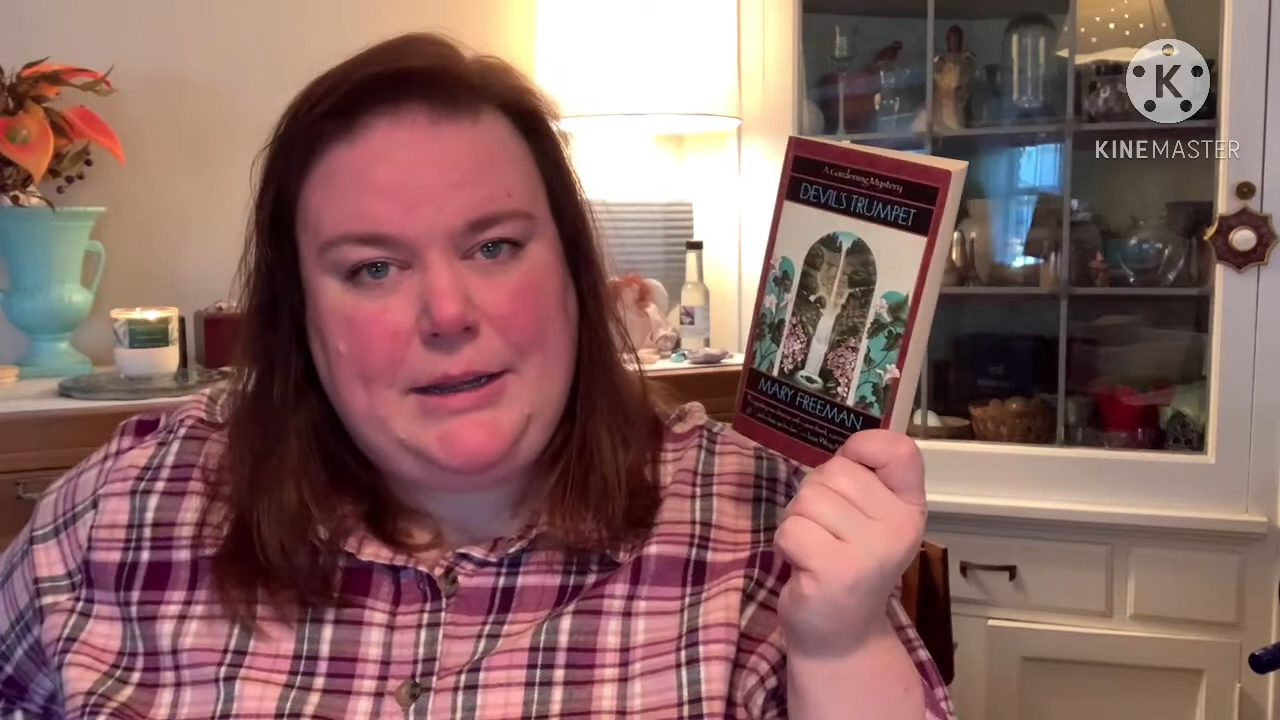 K
KINEMASTER
A Gardening Mystery
DEVIL'S TRUMPET
MARY FREEMAN